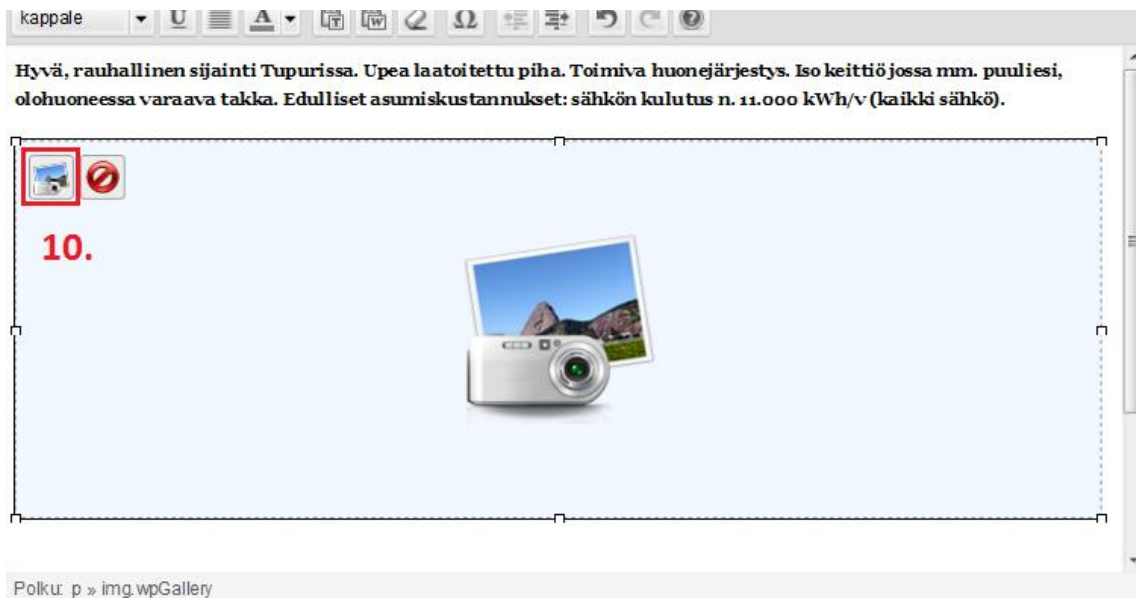 kappale
Hyvä, rauhallinen sijainti Tupurissa. Upea laatoitettu piha. Toimiva huonejärjestys. Iso keittiö jossa mm. puuliesi,
olohuoneessa varaava takka. Edulliset asumiskustannukset: sähkön kulutus n. 11.000 kWh/v (kaikki sähkö).
10.
Polku: p » img.wpGallery